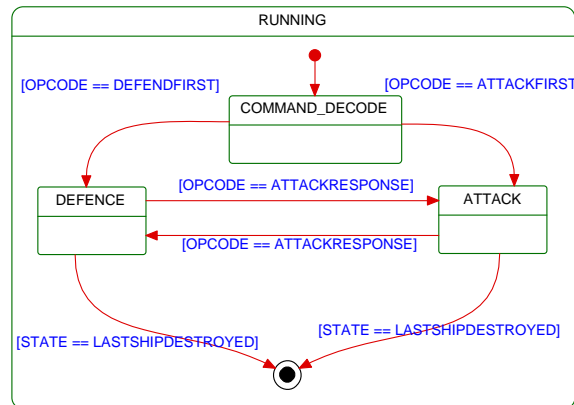 RUNNING
[OPCODE == DEFENDFIRST]
[OPCODE == ATTACKFIRST]
COMMAND_DECODE
DEFENCE
[OPCODE == ATTACKRESPONSE]
ATTACK
[OPCODE == ATTACKRESPONSE]
[STATE == LASTSHIPDESTROYED]
[STATE == LASTSHIPDESTROYED]